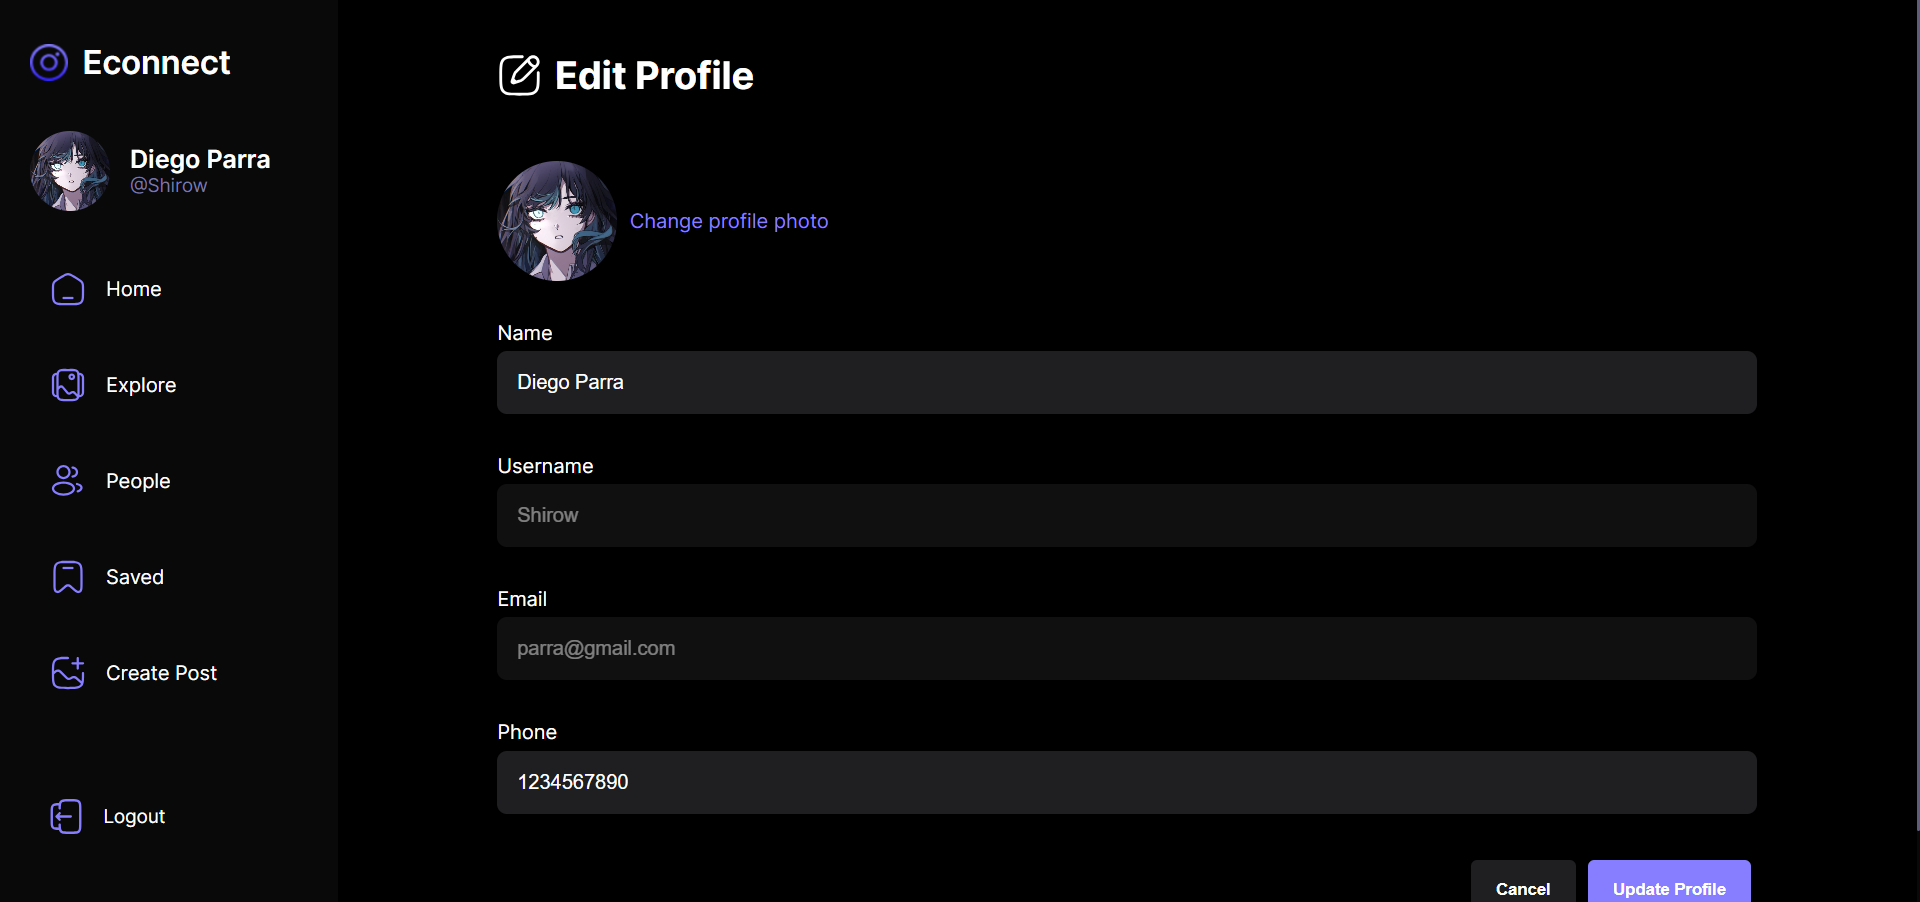 Econnect
Diego Parra
@Shirow
Home
Explore
People
Saved
Create Post
Logout
Edit Profile
Change profile photo
Name
Diego Parra
Username
Shirow
Email
parra@gmail.com
Phone
1234567890
Cancel
Update Profile